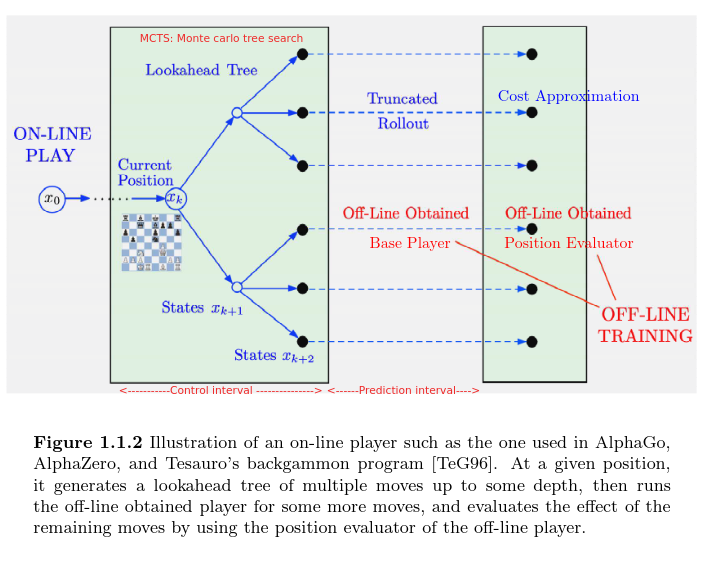 MCTS: Monte carlo tree search
Lookahead Tree
Cost Approximation
Truncated
Rollout
ON-LINE
PLAY
Current
Position
x0
xk
Off-Line Obtained
Base Player
Off-Line Obtained
Position Evaluator
States xk+1
OFF-LINE
TRAINING
States xk+2
<-----------Control interval ---------------> <------Prediction interval---->
Figure 1.1.2 Illustration of an on-line player such as the one used in AlphaGo,
AlphaZero, and Tesauro's backgammon program [TeG96]. At a given position,
it generates a lookahead tree of multiple moves up to some depth, then runs
the off-line obtained player for some more moves, and evaluates the effect of the
remaining moves by using the position evaluator of the off-line player.